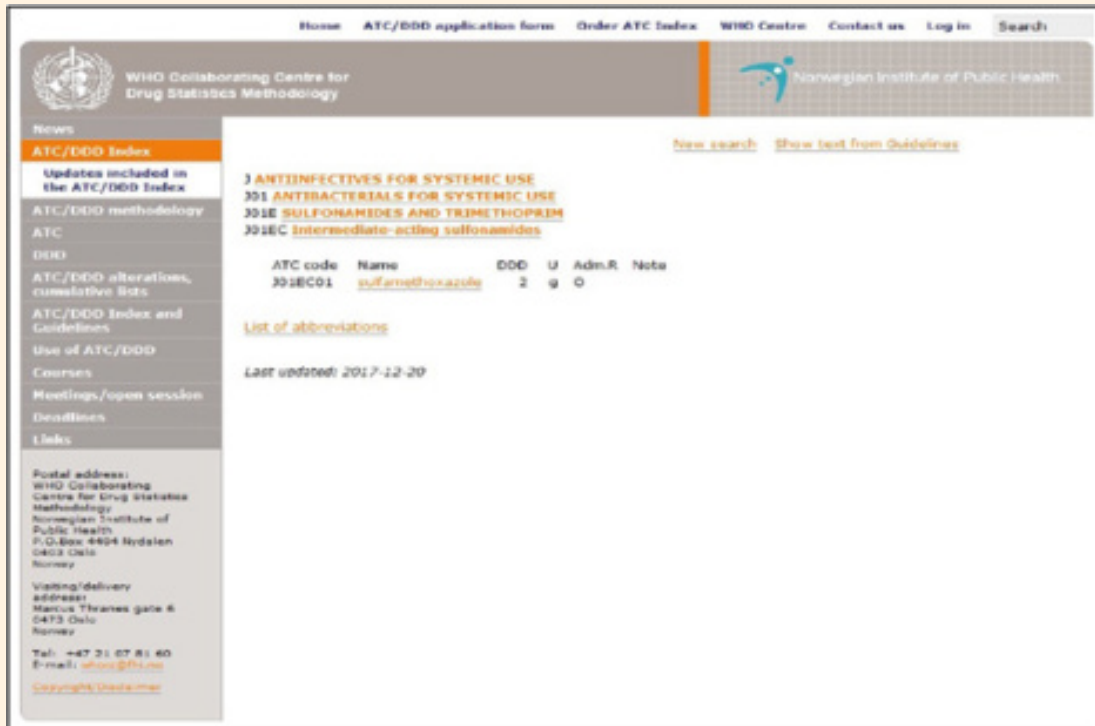 Home ATC/DDD application form Order ATC Index WHO Centre Contact us Log in Search
WHO Collaborating Centre for
Drug Statistics Methodology
Norwegian Institute of Public Health
News
ATC/DDD Index
Updates included in
the ATC/DDD Index
ATC/DDD methodology
ATC
DDD
ATC/DDD alterations,
cumulative lists
ATC/DDD Index and
Guidelines
Use of ATC/DDD
Courses
Meetings/open session
Deadlines
Links
Postal address:
WHO Collaborating
Centre for Drug Statistics
Methodology
Norwegian Institute of
Public Health
P.O.Box 4404 Nydalen
0403 Oslo
Norway
Visiting/delivery
address:
Marcus Thranes gate 6
0473 Oslo
Norway
Tel: +47 21 07 81 60
E-mail: whocc@fhi.no
Copyright/Disclaimer
New search Show text from Guidelines
J ANTIINFECTIVES FOR SYSTEMIC USE
J01 ANTIBACTERIALS FOR SYSTEMIC USE
J01E SULFONAMIDES AND TRIMETHOPRIM
J01EC Intermediate-acting sulfonamides
ATC code Name DDD U Adm.R Note
J01EC01 sulfamethoxazole 2 g O
List of abbreviations
Last updated: 2017-12-20